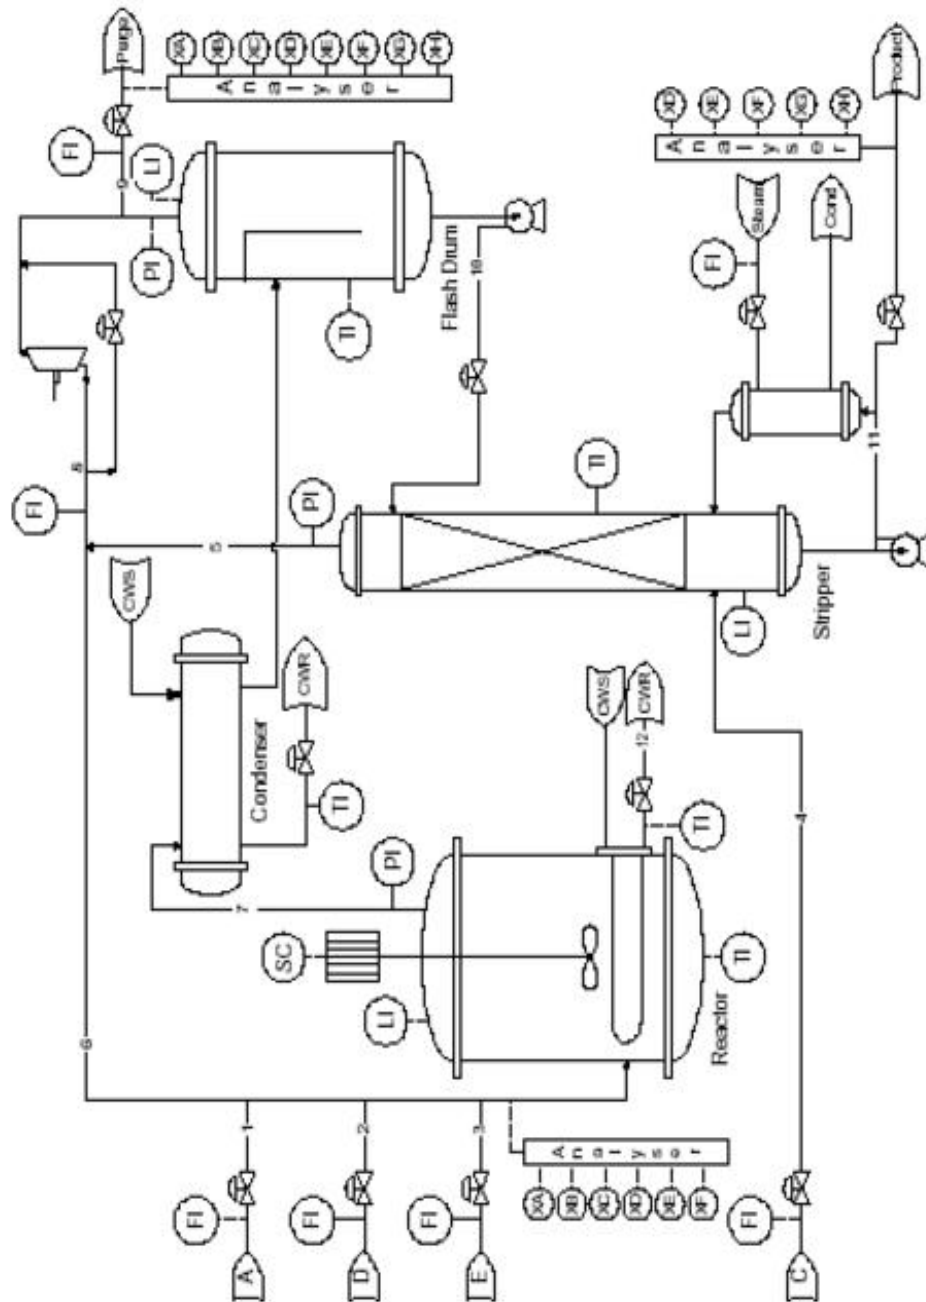 6
8
FI
A
FI
1
D
FI
2
E
FI
3
SC
LI
7
PI
Condenser
CWS
TI
CWR
5
PI
FI
9
Purge
PI
LI
XA
XB
XC
XD
XE
XF
XG
XH
Analyser
TI
Flash Drum
10
XA
XB
XC
XD
XE
XF
Analyser
Reactor
TI
TI
12
CWS
CWR
LI
Stripper
TI
FI
Steam
Cond
XD
XE
XF
XG
XH
Analyser
C
FI
4
11
Product